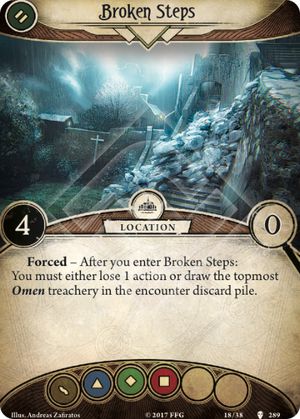 Broken Steps
4
LOCATION
0
Forced – After you enter Broken Steps:
You must either lose 1 action or draw the topmost
Omen treachery in the encounter discard pile.
Illus. Andreas Zafiratos
© 2017 FFG
18/38
289